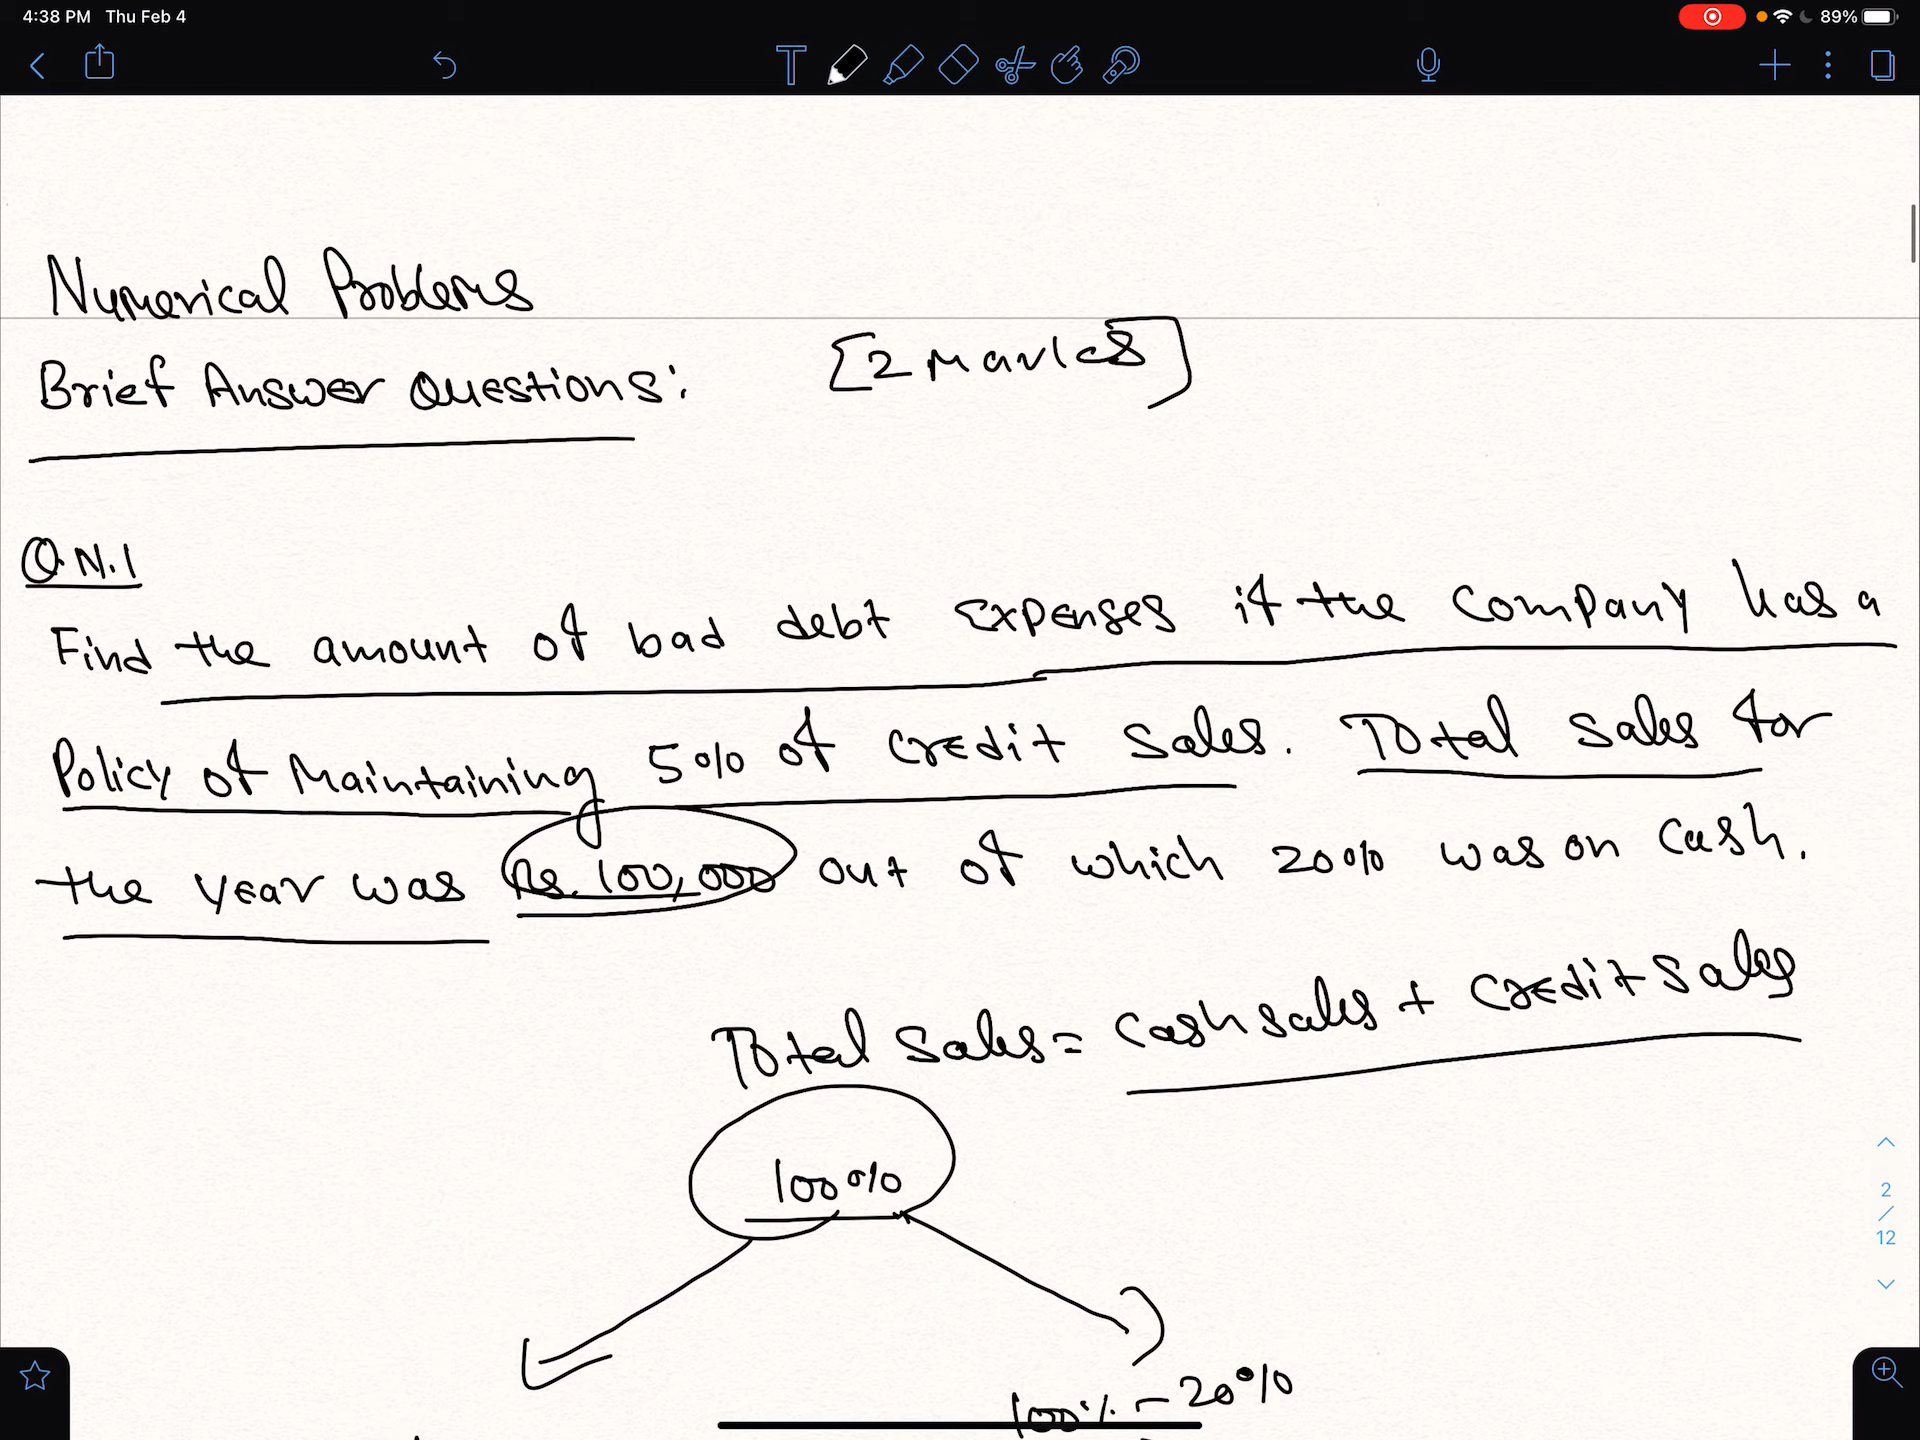 4:38 PM Thu Feb 4
89%
Numerical Problems
Brief Answer Questions:
[2 Marks]
Q.N.1
Find the amount of bad debt expenses if the company has a
Policy of Maintaining 5% of credit sales. Total sales for
the year was Rs. 100,000 out of which 20% was on cash.
Total Sales = cash sales + credit sales
100%
100% - 20%
2
/
12